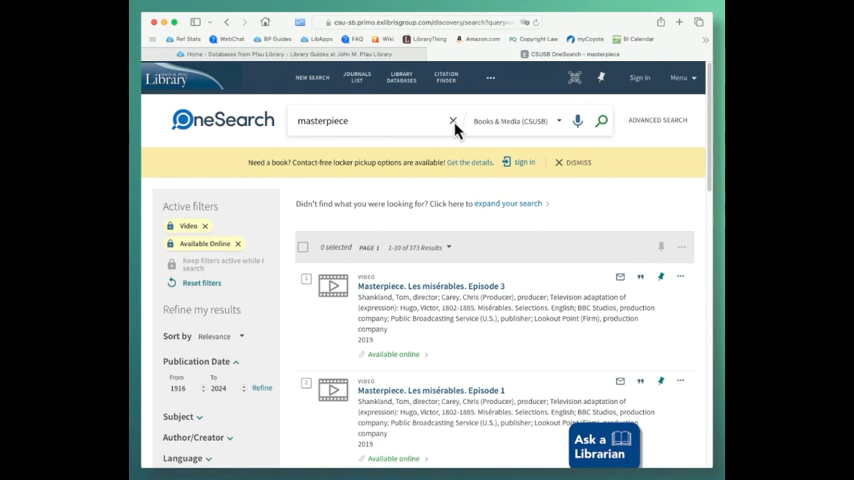 csu-sb.primo.exlibrisgroup.com/discovery/search?query=
Ref Stats WebChat BP Guides LibApps FAQ Wiki LibraryThing Amazon.com Copyright Law myCoyote BI Calendar
Home - Databases from Pfau Library - Library Guides at John M. Pfau Library CSUSB OneSearch - masterpiece
Library NEW SEARCH JOURNALS LIST LIBRARY DATABASES CITATION FINDER ••• Sign In Menu
OneSearch masterpiece Books & Media (CSUSB) ADVANCED SEARCH
Need a book? Contact-free locker pickup options are available! Get the details. sign in DISMISS
Active filters
Video
Available Online
Keep filters active while I
search
Reset filters
Refine my results
Sort by Relevance
Publication Date
From To
1916 2024 Refine
Subject
Author/Creator
Language
Didn't find what you were looking for? Click here to expand your search
0 selected PAGE 1 1-10 of 373 Results
1
VIDEO
Masterpiece. Les misérables. Episode 3
Shankland, Tom, director; Carey, Chris (Producer), producer; Television adaptation of
(expression): Hugo, Victor, 1802-1885. Misérables. Selections. English; BBC Studios, production
company; Public Broadcasting Service (U.S.), publisher; Lookout Point (Firm), production
company
2019
Available online
2
VIDEO
Masterpiece. Les misérables. Episode 1
Shankland, Tom, director; Carey, Chris (Producer), producer; Television adaptation of
(expression): Hugo, Victor, 1802-1885. Misérables. Selections. English; BBC Studios, production
company; Public Broadcasting Service (U.S.), publisher; Lookout Point (Firm), production
company
2019
Available online
Ask a
Librarian